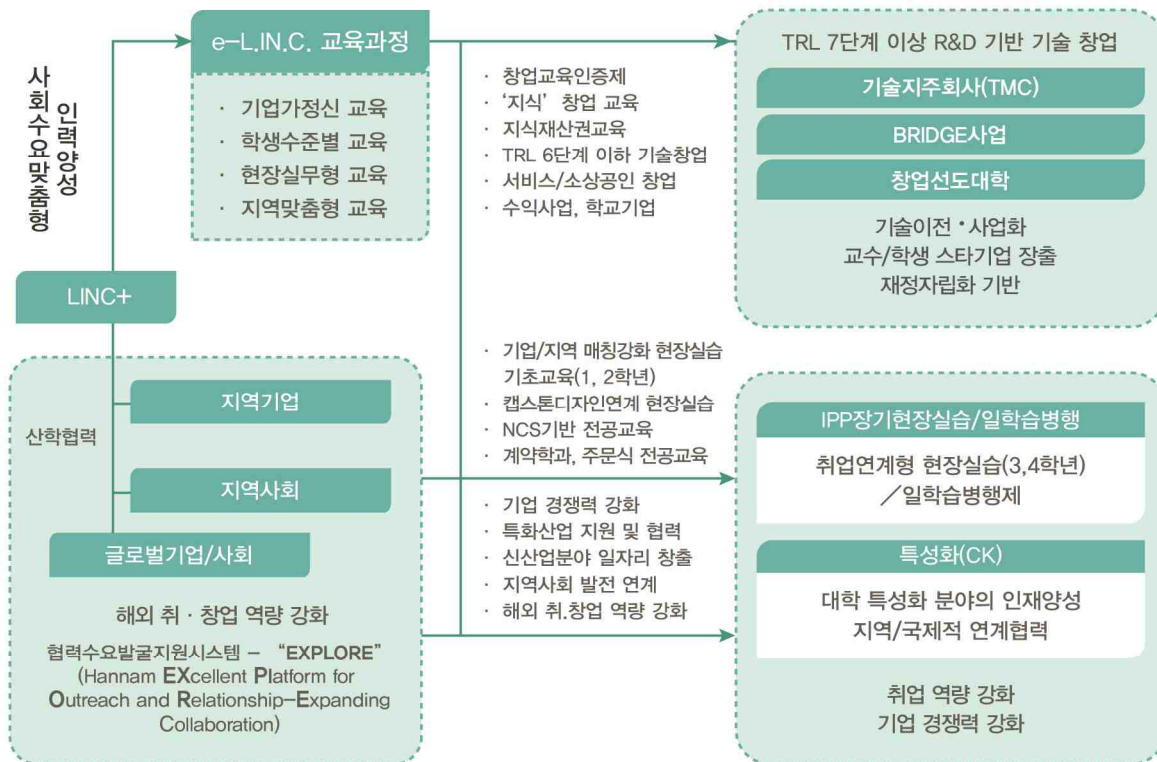 사회수요맞춤형
인력양성
e-L.IN.C. 교육과정
· 기업가정신 교육
· 학생수준별 교육
· 현장실무형 교육
· 지역맞춤형 교육
· 창업교육인증제
· ‘지식’ 창업 교육
· 지식재산권교육
· TRL 6단계 이하 기술창업
· 서비스/소상공인 창업
· 수익사업, 학교기업
TRL 7단계 이상 R&D 기반 기술 창업
기술지주회사(TMC)
BRIDGE사업
창업선도대학
기술이전·사업화
교수/학생 스타기업 장출
재정자립화 기반
LINC+
산학협력
지역기업
지역사회
글로벌기업/사회
해외 취 · 창업 역량 강화
협력수요발굴지원시스템 – “EXPLORE”
(Hannam EXcellent Platform for
Outreach and Relationship–Expanding
Collaboration)
· 기업/지역 매칭강화 현장실습
기초교육(1, 2학년)
· 캡스톤디자인연계 현장실습
· NCS기반 전공교육
· 계약학과, 주문식 전공교육
· 기업 경쟁력 강화
· 특화산업 지원 및 협력
· 신산업분야 일자리 창출
· 지역사회 발전 연계
· 해외 취.창업 역량 강화
IPP장기현장실습/일학습병행
취업연계형 현장실습(3,4학년)
/일학습병행제
특성화(CK)
대학 특성화 분야의 인재양성
지역/국제적 연계협력
취업 역량 강화
기업 경쟁력 강화